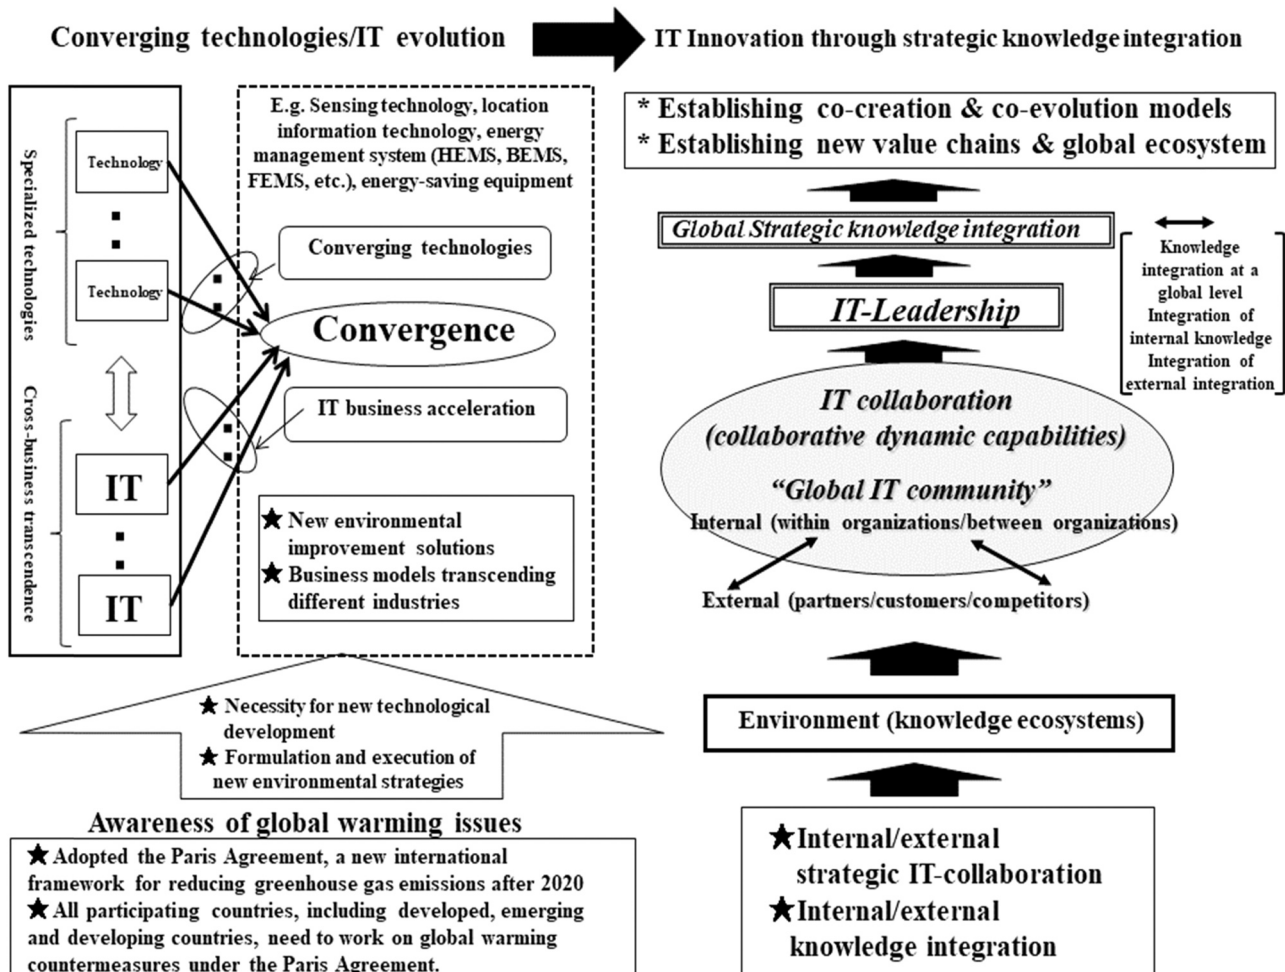 Converging technologies/IT evolution
IT Innovation through strategic knowledge integration
Specialized technologies
Cross-business transcendence
Technology
Technology
IT
IT
E.g. Sensing technology, location
information technology, energy
management system (HEMS, BEMS,
FEMS, etc.), energy-saving equipment
Converging technologies
Convergence
IT business acceleration
★ New environmental
improvement solutions
★ Business models transcending
different industries
★ Necessity for new technological
development
★ Formulation and execution of
new environmental strategies
Awareness of global warming issues
★ Adopted the Paris Agreement, a new international
framework for reducing greenhouse gas emissions after 2020
★ All participating countries, including developed, emerging
and developing countries, need to work on global warming
countermeasures under the Paris Agreement.
* Establishing co-creation & co-evolution models
* Establishing new value chains & global ecosystem
Global Strategic knowledge integration
Knowledge
integration at a
global level
Integration of
internal knowledge
Integration of
external integration
IT-Leadership
IT collaboration
(collaborative dynamic capabilities)
“Global IT community”
Internal (within organizations/between organizations)
External (partners/customers/competitors)
Environment (knowledge ecosystems)
★Internal/external
strategic IT-collaboration
★Internal/external
knowledge integration